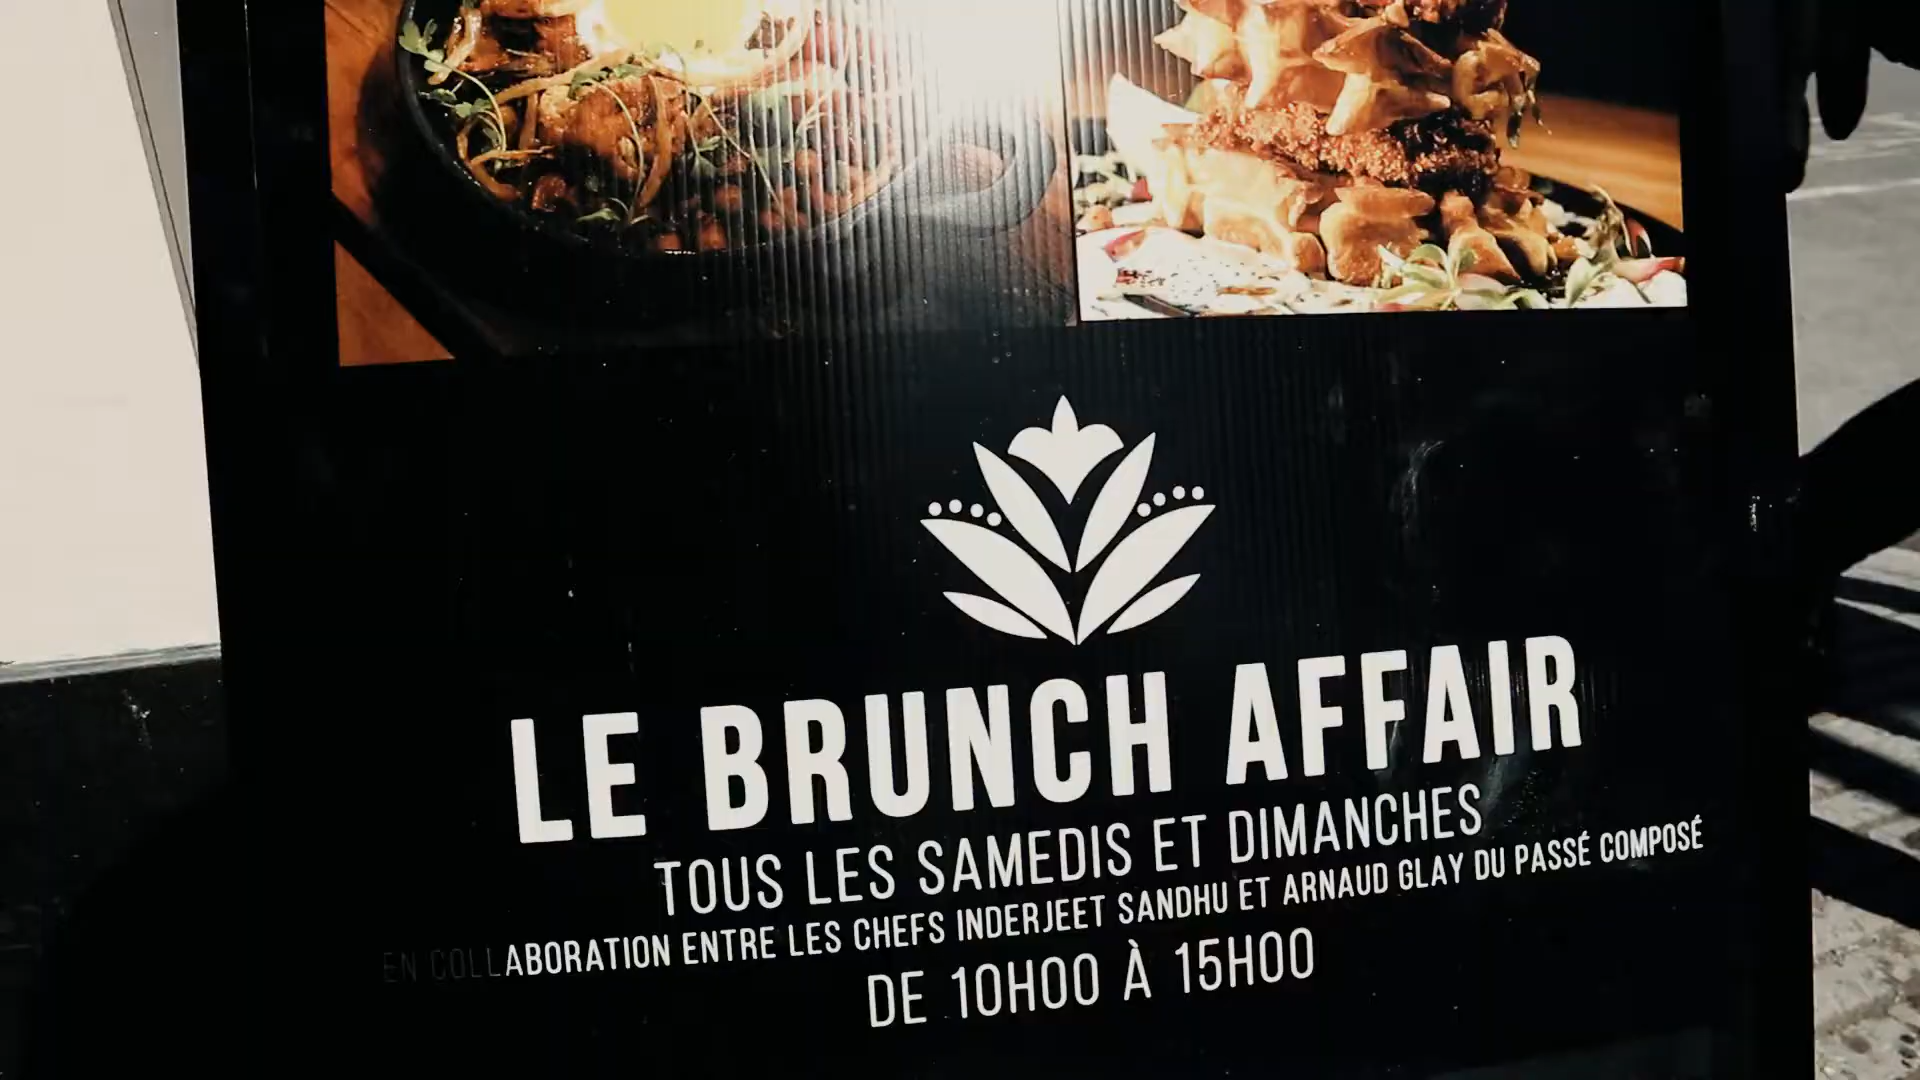 LE BRUNCH AFFAIR
TOUS LES SAMEDIS ET DIMANCHES
EN COLLABORATION ENTRE LES CHEFS INDERJEET SANDHU ET ARNAUD GLAY DU PASSÉ COMPOSÉ
DE 10H00 À 15H00